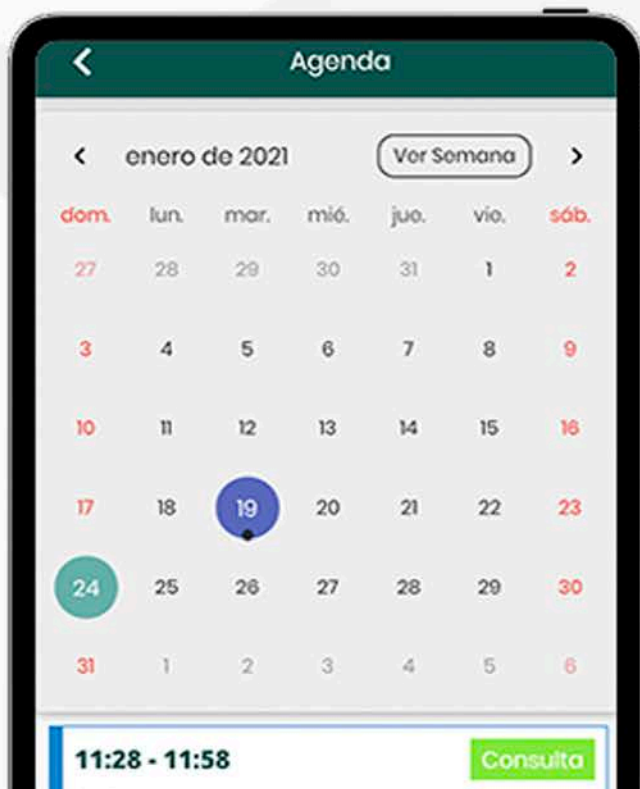 Agenda
enero de 2021 Ver Semana
dom. lun. mar. mié. jue. vie. sáb.
27 28 29 30 31 1 2
3 4 5 6 7 8 9
10 11 12 13 14 15 16
17 18 19 20 21 22 23
24 25 26 27 28 29 30
31 1 2 3 4 5 6
11:28 - 11:58 Consulta